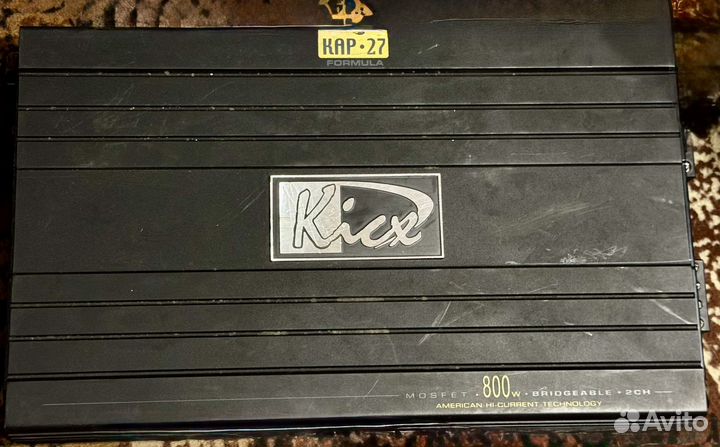 KAP·27
FORMULA
Kicx
MOSFET · 800w · BRIDGEABLE · 2CH
AMERICAN HI-CURRENT TECHNOLOGY
Avito